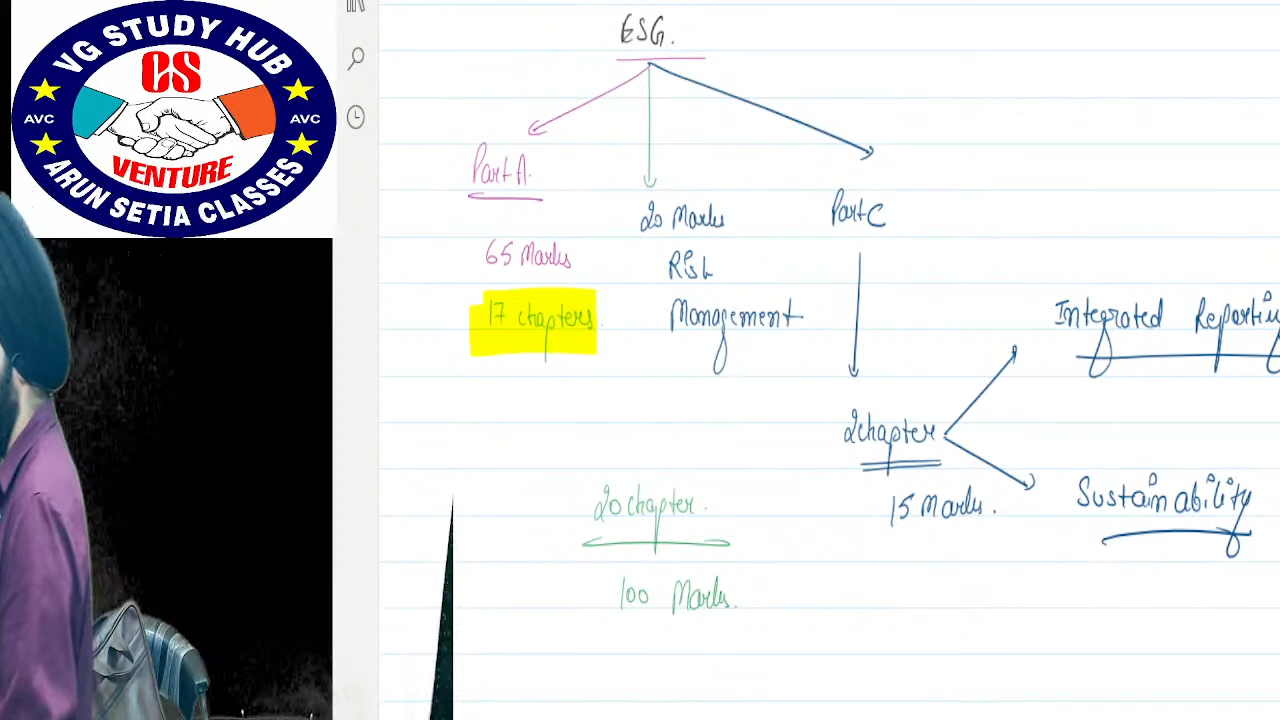 VG STUDY HUB
CS
AVC
AVC
VENTURE
ARUN SETIA CLASSES
ESG.
Part A.
65 Marks
17 chapters.
20 Marks
Risk
Management
Part C
2 chapter
15 Marks.
Integrated Reportin
Sustainability
20 chapter.
100 Marks.